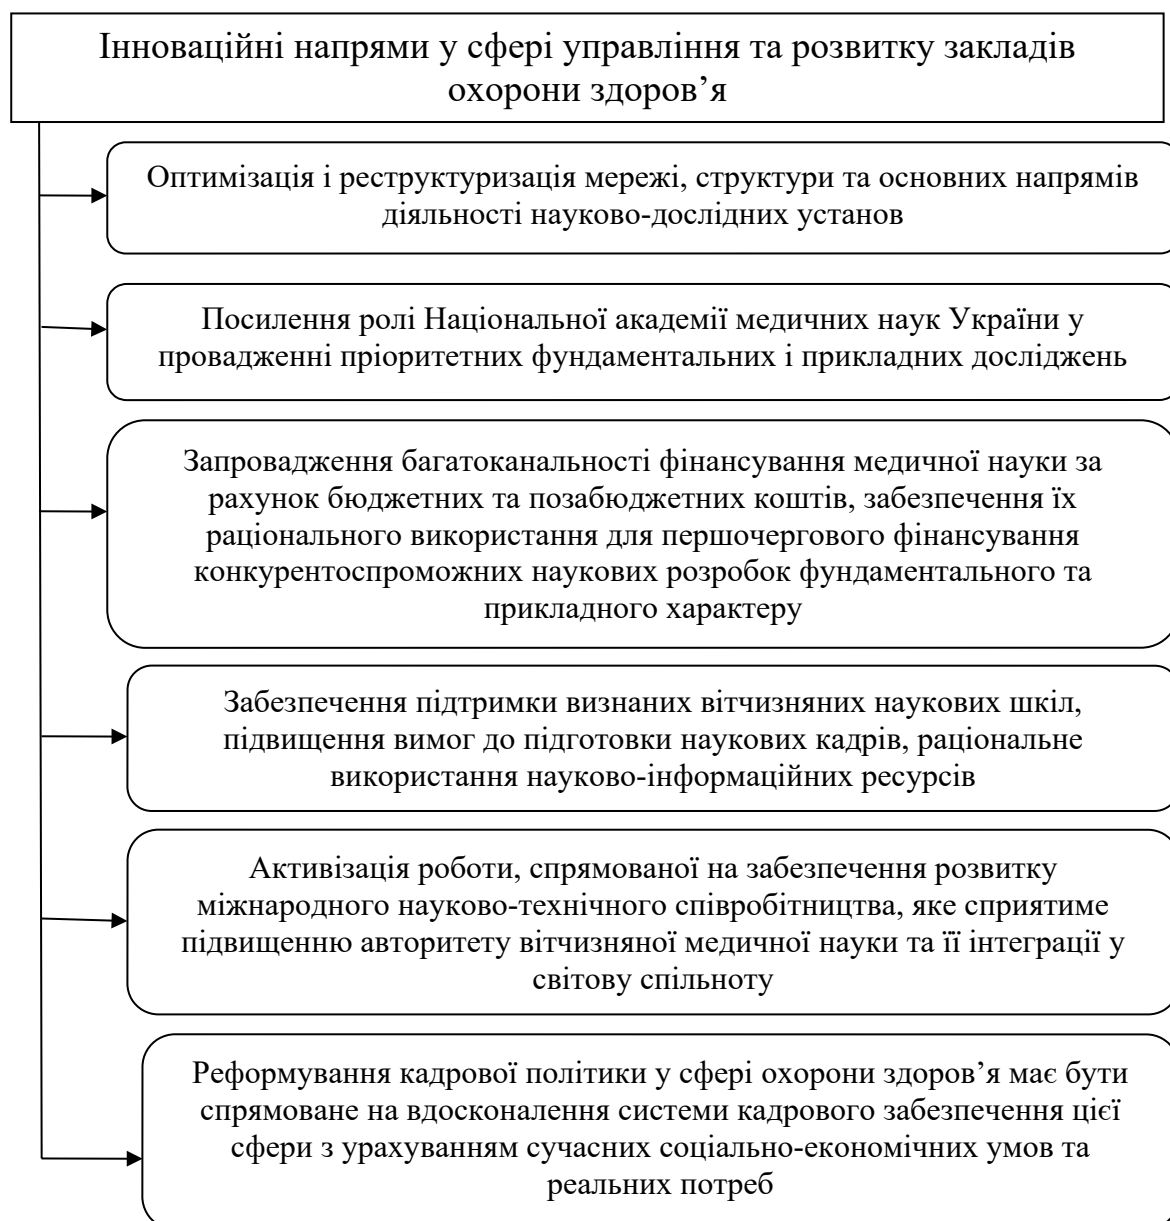 Інноваційні напрями у сфері управління та розвитку закладів
охорони здоров’я
Оптимізація і реструктуризація мережі, структури та основних напрямів
діяльності науково-дослідних установ
Посилення ролі Національної академії медичних наук України у
провадженні пріоритетних фундаментальних і прикладних досліджень
Запровадження багатоканальності фінансування медичної науки за
рахунок бюджетних та позабюджетних коштів, забезпечення їх
раціонального використання для першочергового фінансування
конкурентоспроможних наукових розробок фундаментального та
прикладного характеру
Забезпечення підтримки визнаних вітчизняних наукових шкіл,
підвищення вимог до підготовки наукових кадрів, раціональне
використання науково-інформаційних ресурсів
Активізація роботи, спрямованої на забезпечення розвитку
міжнародного науково-технічного співробітництва, яке сприятиме
підвищенню авторитету вітчизняної медичної науки та її інтеграції у
світову спільноту
Реформування кадрової політики у сфері охорони здоров’я має бути
спрямоване на вдосконалення системи кадрового забезпечення цієї
сфери з урахуванням сучасних соціально-економічних умов та
реальних потреб